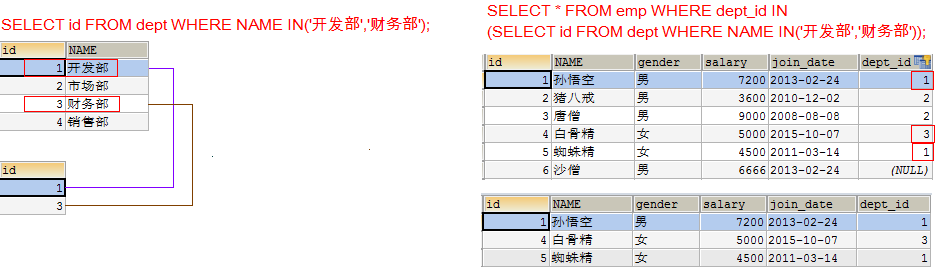 SELECT id FROM dept WHERE NAME IN('开发部','财务部');
id NAME
1 开发部
2 市场部
3 财务部
4 销售部
id
1
3
SELECT * FROM emp WHERE dept_id IN
(SELECT id FROM dept WHERE NAME IN('开发部','财务部'));
id NAME gender salary join_date dept_id
1 孙悟空 男 7200 2013-02-24 1
2 猪八戒 男 3600 2010-12-02 2
3 唐僧 男 9000 2008-08-08 2
4 白骨精 女 5000 2015-10-07 3
5 蜘蛛精 女 4500 2011-03-14 1
6 沙僧 男 6666 2013-02-24 (NULL)
id NAME gender salary join_date dept_id
1 孙悟空 男 7200 2013-02-24 1
4 白骨精 女 5000 2015-10-07 3
5 蜘蛛精 女 4500 2011-03-14 1